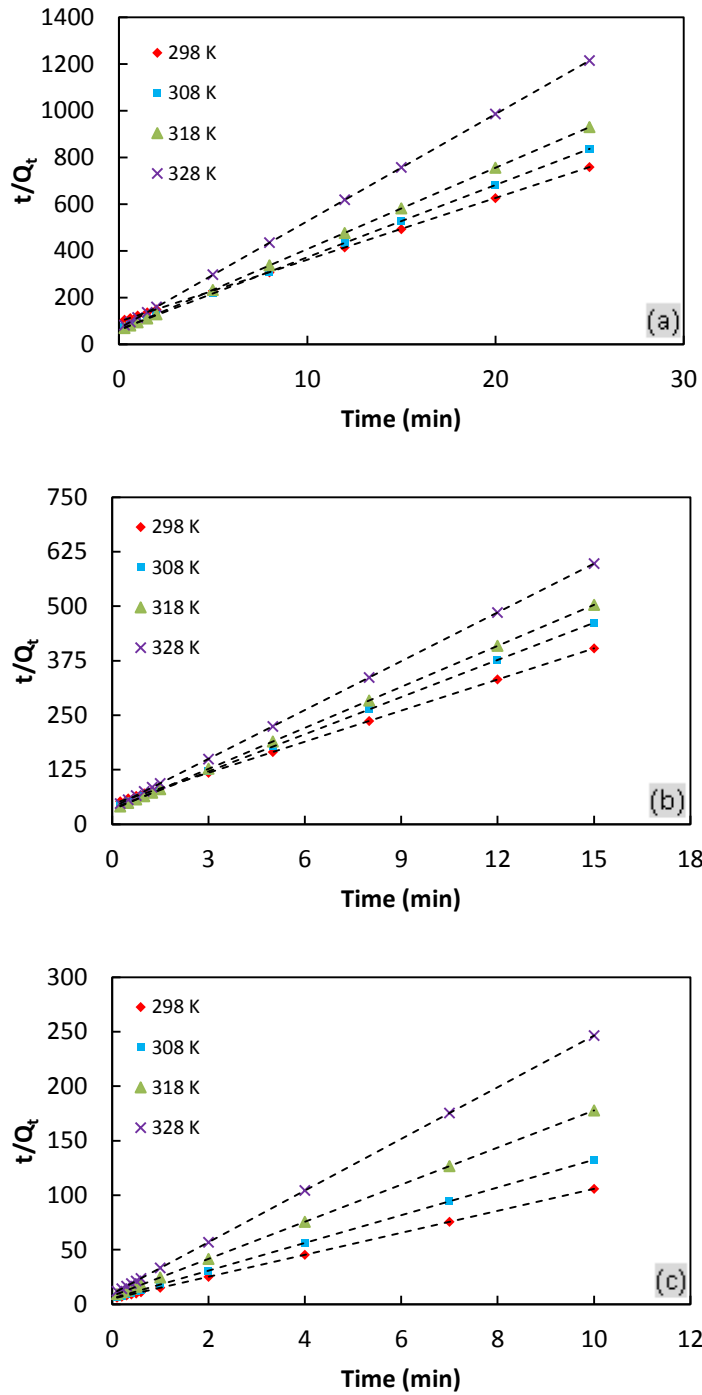 1400
1200
1000
800
600
400
200
0
t/Qt
298 K
308 K
318 K
328 K
(a)
0 10 20 30
Time (min)
750
625
500
375
250
125
0
t/Qt
298 K
308 K
318 K
328 K
(b)
0 3 6 9 12 15 18
Time (min)
300
250
200
150
100
50
0
t/Qt
298 K
308 K
318 K
328 K
(c)
0 2 4 6 8 10 12
Time (min)